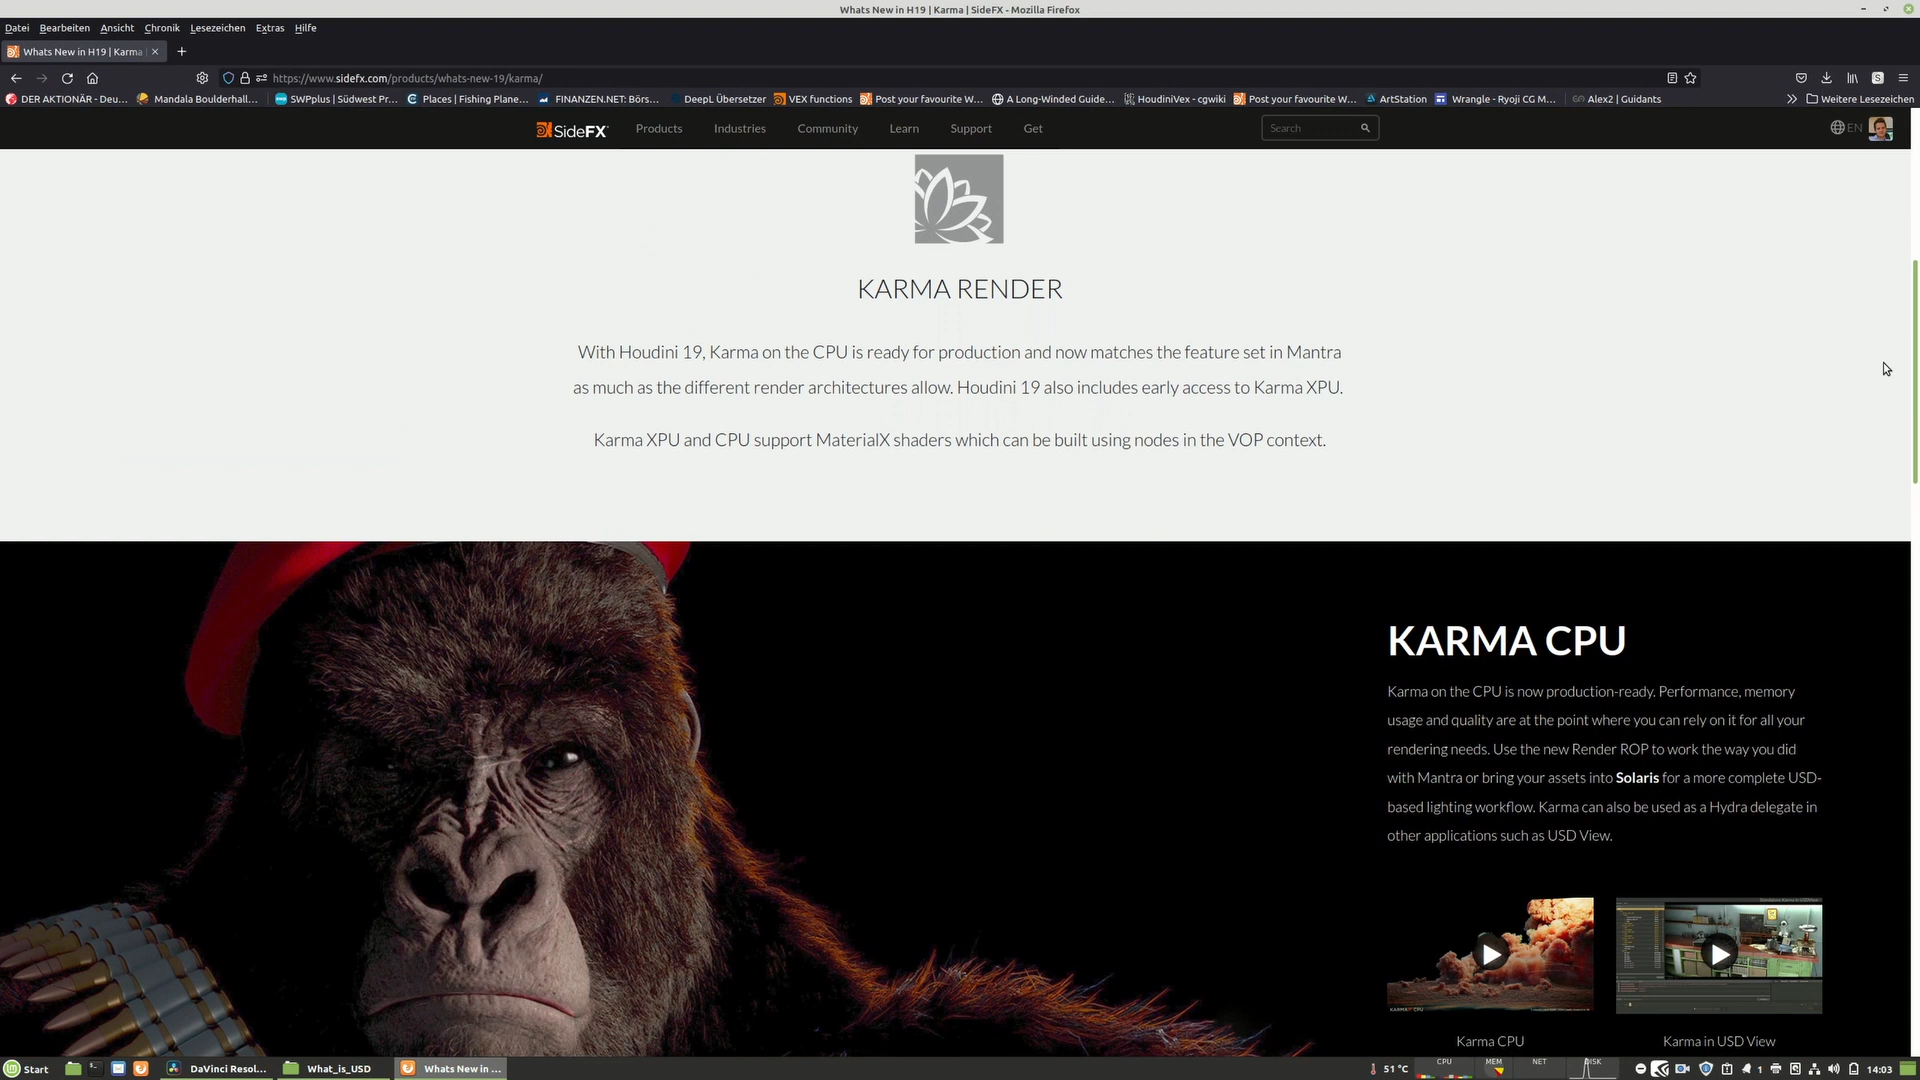 Whats New in H19 | Karma | SideFX - Mozilla Firefox
Datei Bearbeiten Ansicht Chronik Lesezeichen Extras Hilfe
Whats New in H19 | Karma
https://www.sidefx.com/products/whats-new-19/karma/
DER AKTIONÄR - Deu... Mandala Boulderhall... SWPplus | Südwest Pr... Places | Fishing Plane... FINANZEN.NET: Börs... DeepL Übersetzer VEX functions Post your favourite W... A Long-Winded Guide... HoudiniVex - cgwiki Post your favourite W... ArtStation Wrangle - Ryoji CG M... Alex2 | Guidants Weitere Lesezeichen
SideFX Products Industries Community Learn Support Get Search EN
KARMA RENDER
With Houdini 19, Karma on the CPU is ready for production and now matches the feature set in Mantra
as much as the different render architectures allow. Houdini 19 also includes early access to Karma XPU.
Karma XPU and CPU support MaterialX shaders which can be built using nodes in the VOP context.
KARMA CPU
Karma on the CPU is now production-ready. Performance, memory
usage and quality are at the point where you can rely on it for all your
rendering needs. Use the new Render ROP to work the way you did
with Mantra or bring your assets into Solaris for a more complete USD-
based lighting workflow. Karma can also be used as a Hydra delegate in
other applications such as USD View.
KARMA CPU
Karma CPU Karma in USD View
Start DaVinci Resol... What_is_USD Whats New in ... 51 °C CPU MEM NET DISK 1 14:03